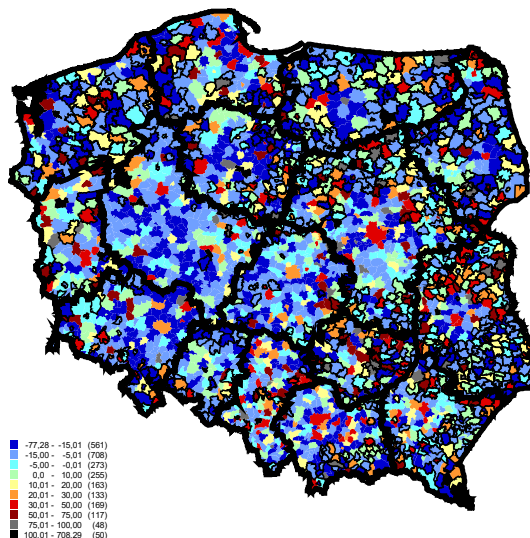 -77,28 - -15,01 (561)
-15,00 - -5,01 (708)
-5,00 - -0,01 (273)
0,0 - 10,00 (255)
10,01 - 20,00 (163)
20,01 - 30,00 (133)
30,01 - 50,00 (169)
50,01 - 75,00 (117)
75,01 - 100,00 (48)
100,01 - 708,29 (50)